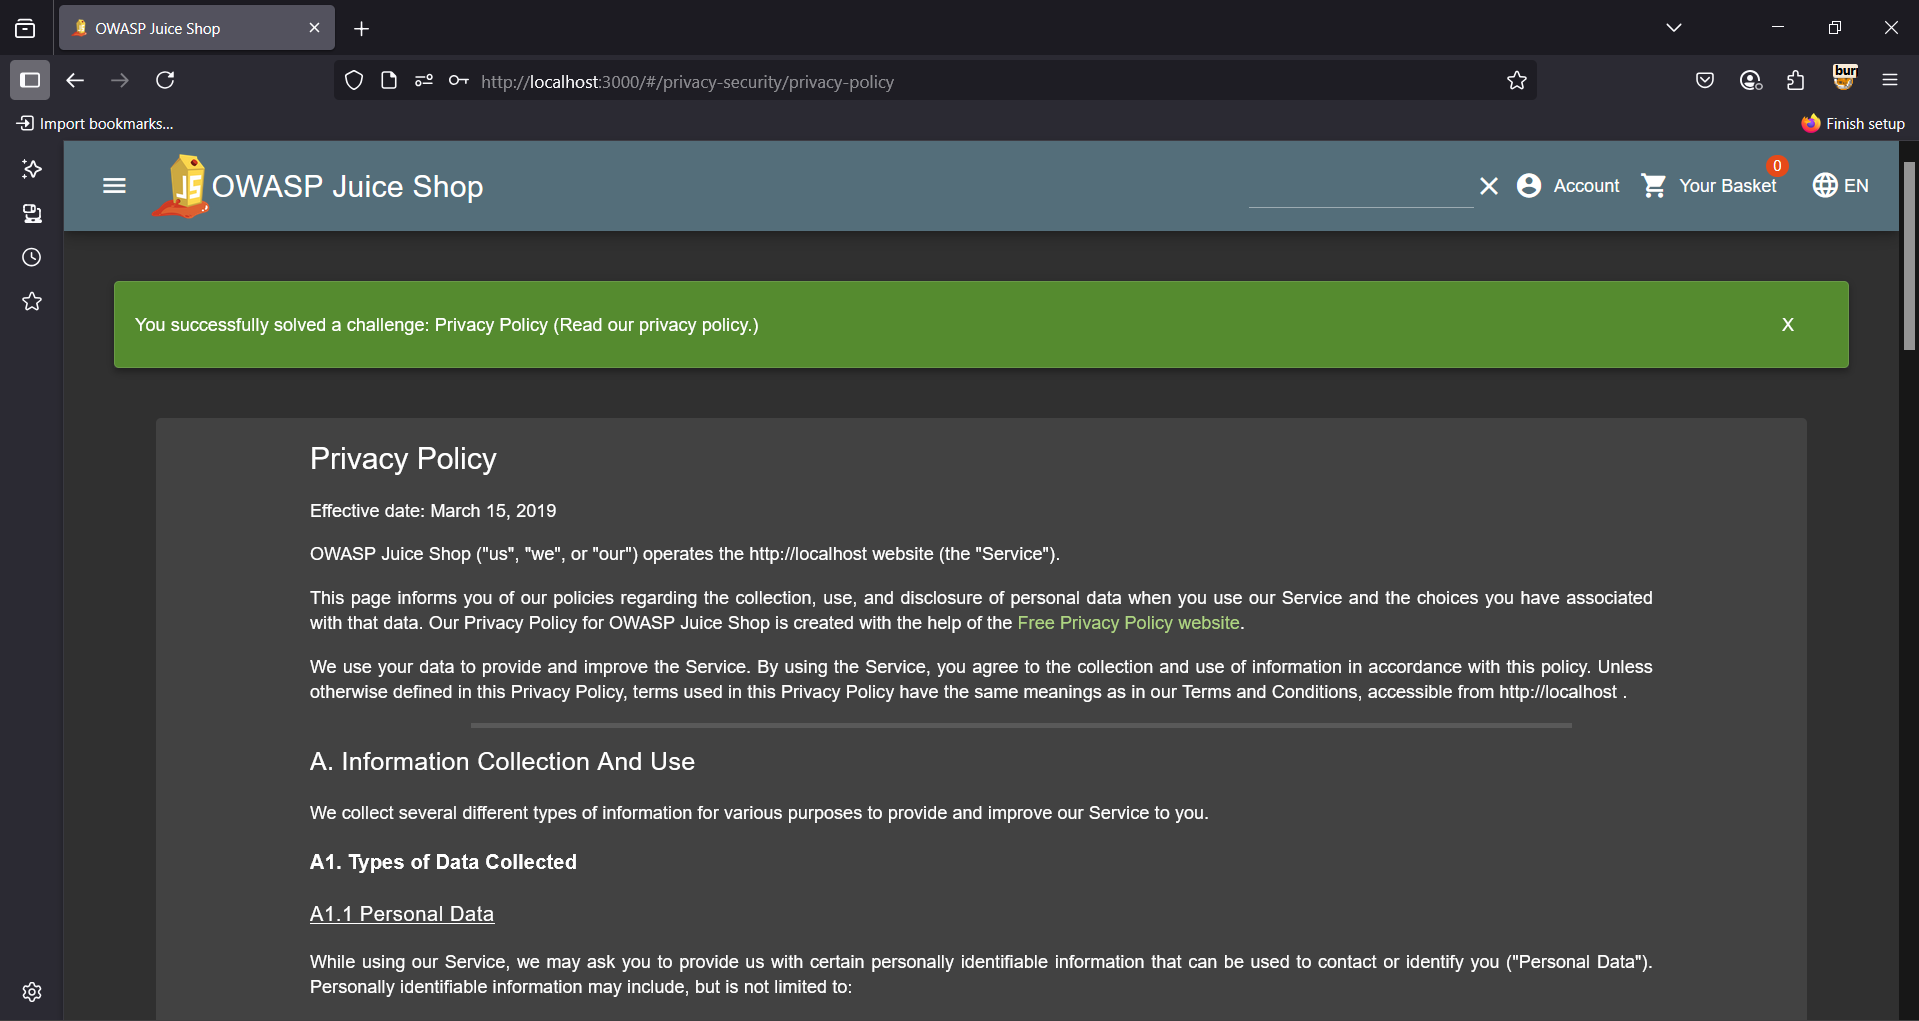 OWASP Juice Shop
http://localhost:3000/#/privacy-security/privacy-policy
bur
Import bookmarks...
Finish setup
JS
OWASP Juice Shop
Account
Your Basket
0
EN
You successfully solved a challenge: Privacy Policy (Read our privacy policy.)
X
Privacy Policy
Effective date: March 15, 2019
OWASP Juice Shop ("us", "we", or "our") operates the http://localhost website (the "Service").
This page informs you of our policies regarding the collection, use, and disclosure of personal data when you use our Service and the choices you have associated
with that data. Our Privacy Policy for OWASP Juice Shop is created with the help of the Free Privacy Policy website.
We use your data to provide and improve the Service. By using the Service, you agree to the collection and use of information in accordance with this policy. Unless
otherwise defined in this Privacy Policy, terms used in this Privacy Policy have the same meanings as in our Terms and Conditions, accessible from http://localhost .
A. Information Collection And Use
We collect several different types of information for various purposes to provide and improve our Service to you.
A1. Types of Data Collected
A1.1 Personal Data
While using our Service, we may ask you to provide us with certain personally identifiable information that can be used to contact or identify you ("Personal Data").
Personally identifiable information may include, but is not limited to: